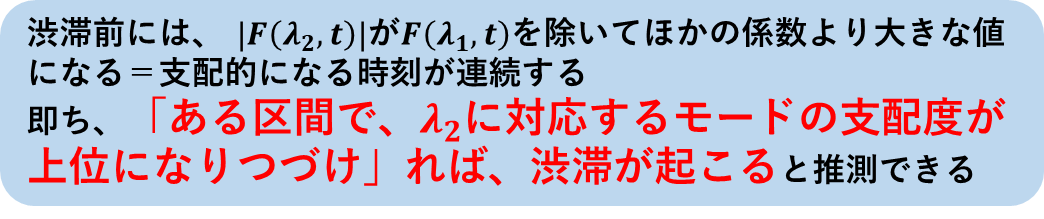 渋滞前には、 |F(λ₂, t)|がF(λ₁, t)を除いてほかの係数より大きな値
になる＝支配的になる時刻が連続する
即ち、「ある区間で、λ₂に対応するモードの支配度が
上位になりつづけ」れば、渋滞が起こると推測できる